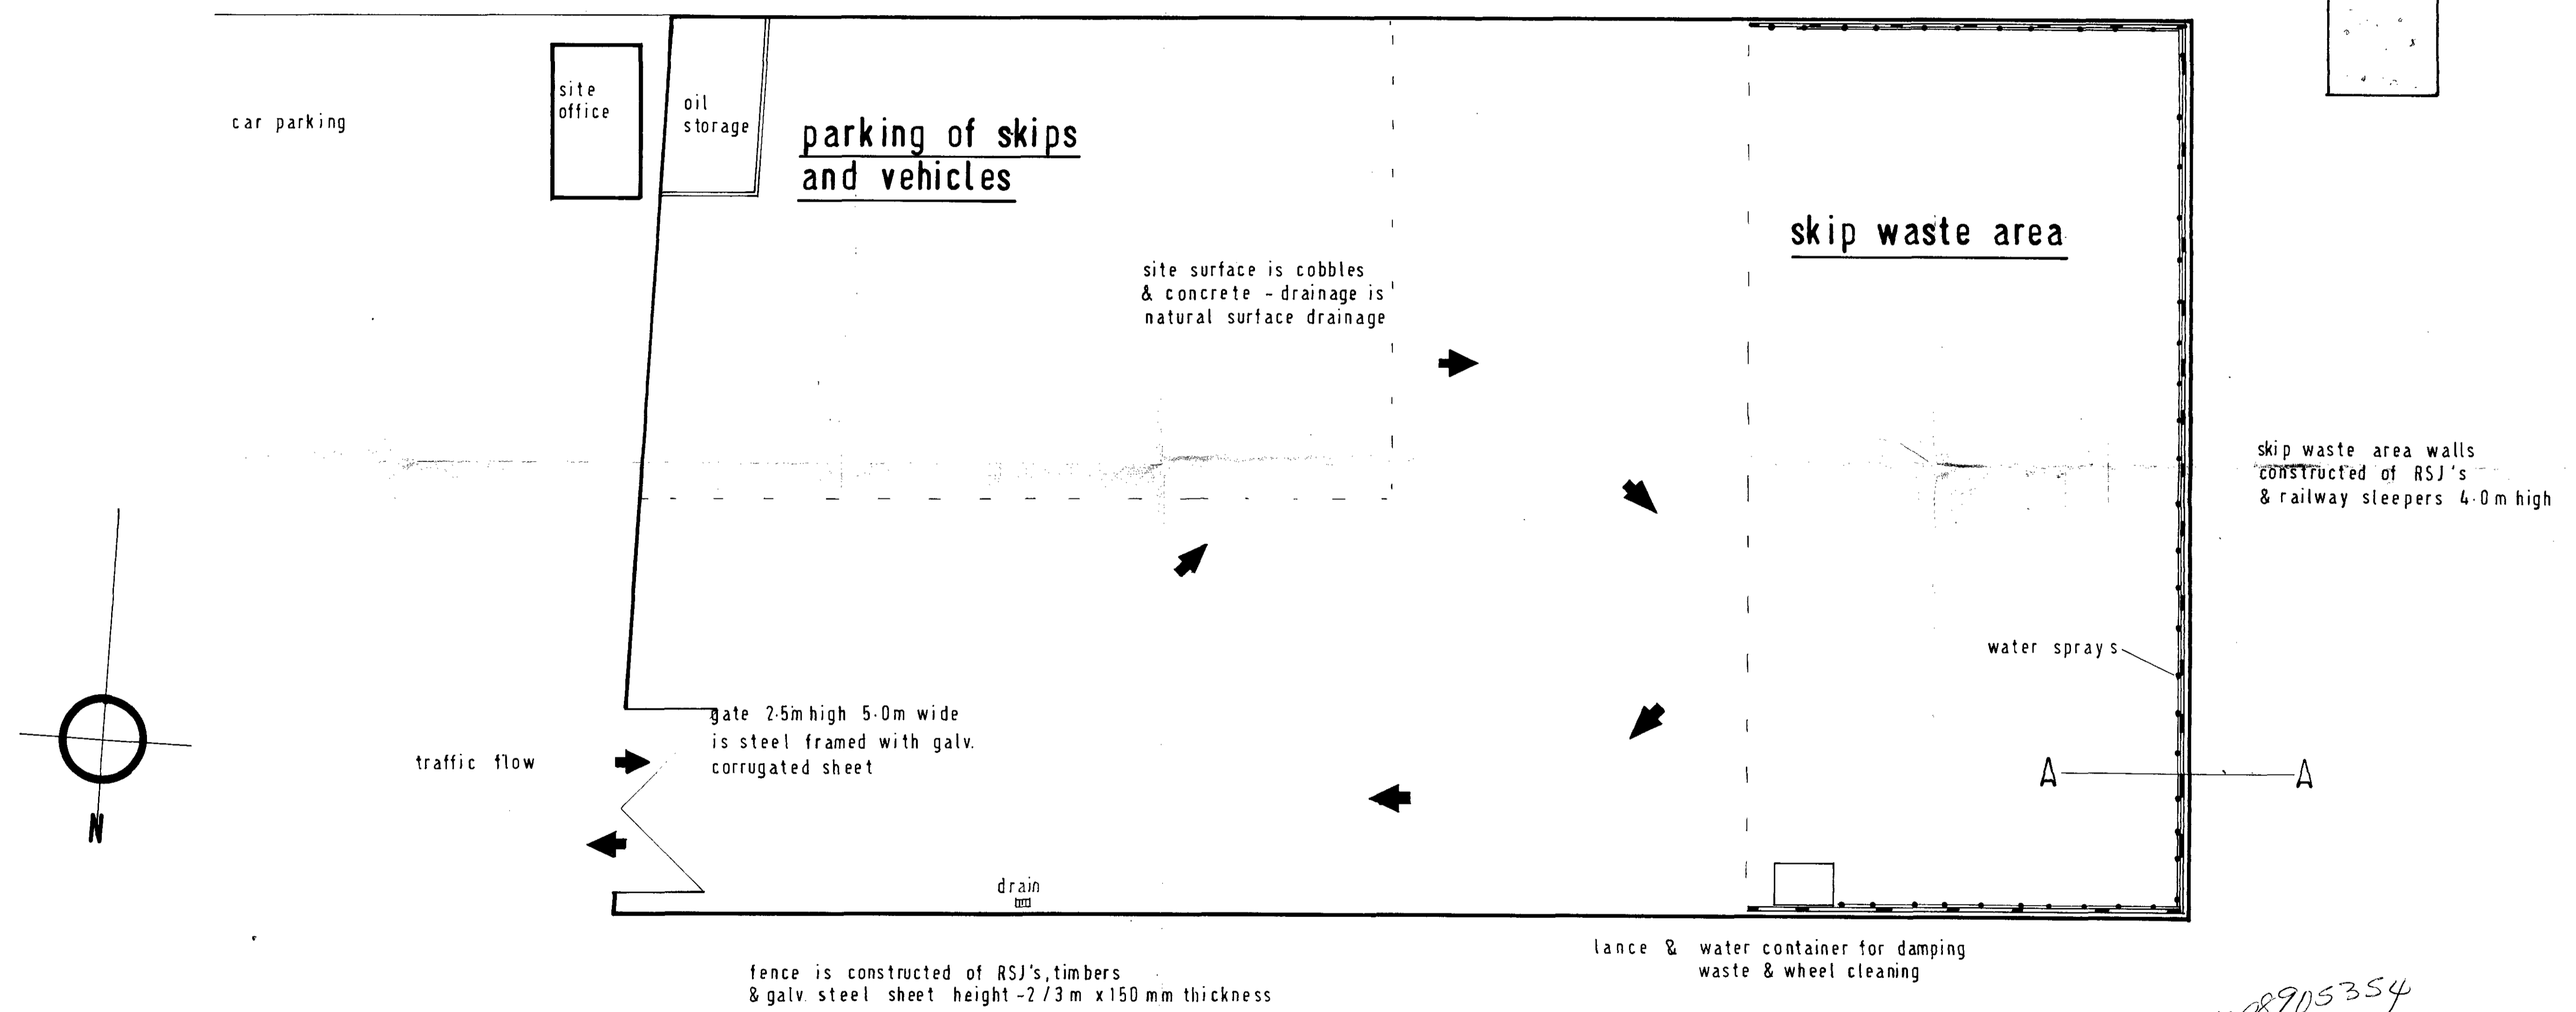 car parking
site
office
oil
storage
parking of skips
and vehicles
skip waste area
site surface is cobbles
& concrete - drainage is
natural surface drainage
skip waste area walls
constructed of RSJ's
& railway sleepers 4.0m high
water sprays
gate 2.5m high 5.0m wide
is steel framed with galv.
corrugated sheet
traffic flow
A A
N
drain
lance & water container for damping
waste & wheel cleaning
fence is constructed of RSJ's, timbers
& galv. steel sheet height - 2/3m x 150mm thickness
8905354